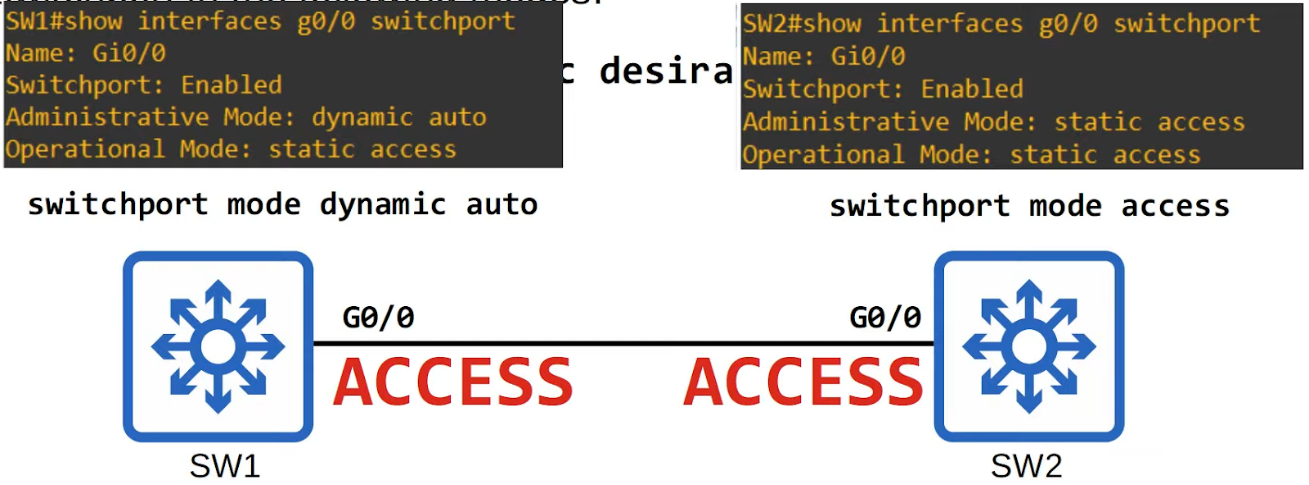 SW1#show interfaces g0/0 switchport
Name: Gi0/0
Switchport: Enabled
Administrative Mode: dynamic auto
Operational Mode: static access
c desira
SW2#show interfaces g0/0 switchport
Name: Gi0/0
Switchport: Enabled
Administrative Mode: static access
Operational Mode: static access
switchport mode dynamic auto
switchport mode access
G0/0
G0/0
ACCESS
ACCESS
SW1
SW2